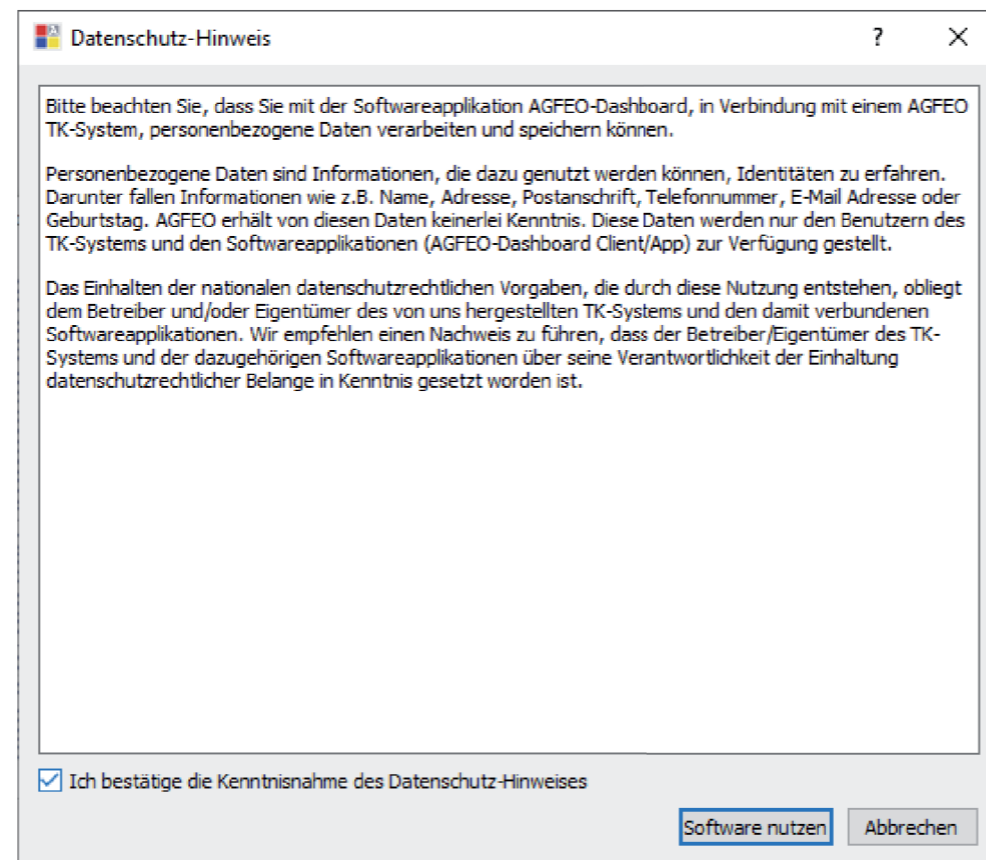 Datenschutz-Hinweis ?
Bitte beachten Sie, dass Sie mit der Softwareapplikation AGFEO-Dashboard, in Verbindung mit einem AGFEO
TK-System, personenbezogene Daten verarbeiten und speichern können.
Personenbezogene Daten sind Informationen, die dazu genutzt werden können, Identitäten zu erfahren.
Darunter fallen Informationen wie z.B. Name, Adresse, Postanschrift, Telefonnummer, E-Mail Adresse oder
Geburtstag. AGFEO erhält von diesen Daten keinerlei Kenntnis. Diese Daten werden nur den Benutzern des
TK-Systems und den Softwareapplikationen (AGFEO-Dashboard Client/App) zur Verfügung gestellt.
Das Einhalten der nationalen datenschutzrechtlichen Vorgaben, die durch diese Nutzung entstehen, obliegt
dem Betreiber und/oder Eigentümer des von uns hergestellten TK-Systems und den damit verbundenen
Softwareapplikationen. Wir empfehlen einen Nachweis zu führen, dass der Betreiber/Eigentümer des TK-
Systems und der dazugehörigen Softwareapplikationen über seine Verantwortlichkeit der Einhaltung
datenschutzrechtlicher Belange in Kenntnis gesetzt worden ist.
Ich bestätige die Kenntnisnahme des Datenschutz-Hinweises
Software nutzen Abbrechen